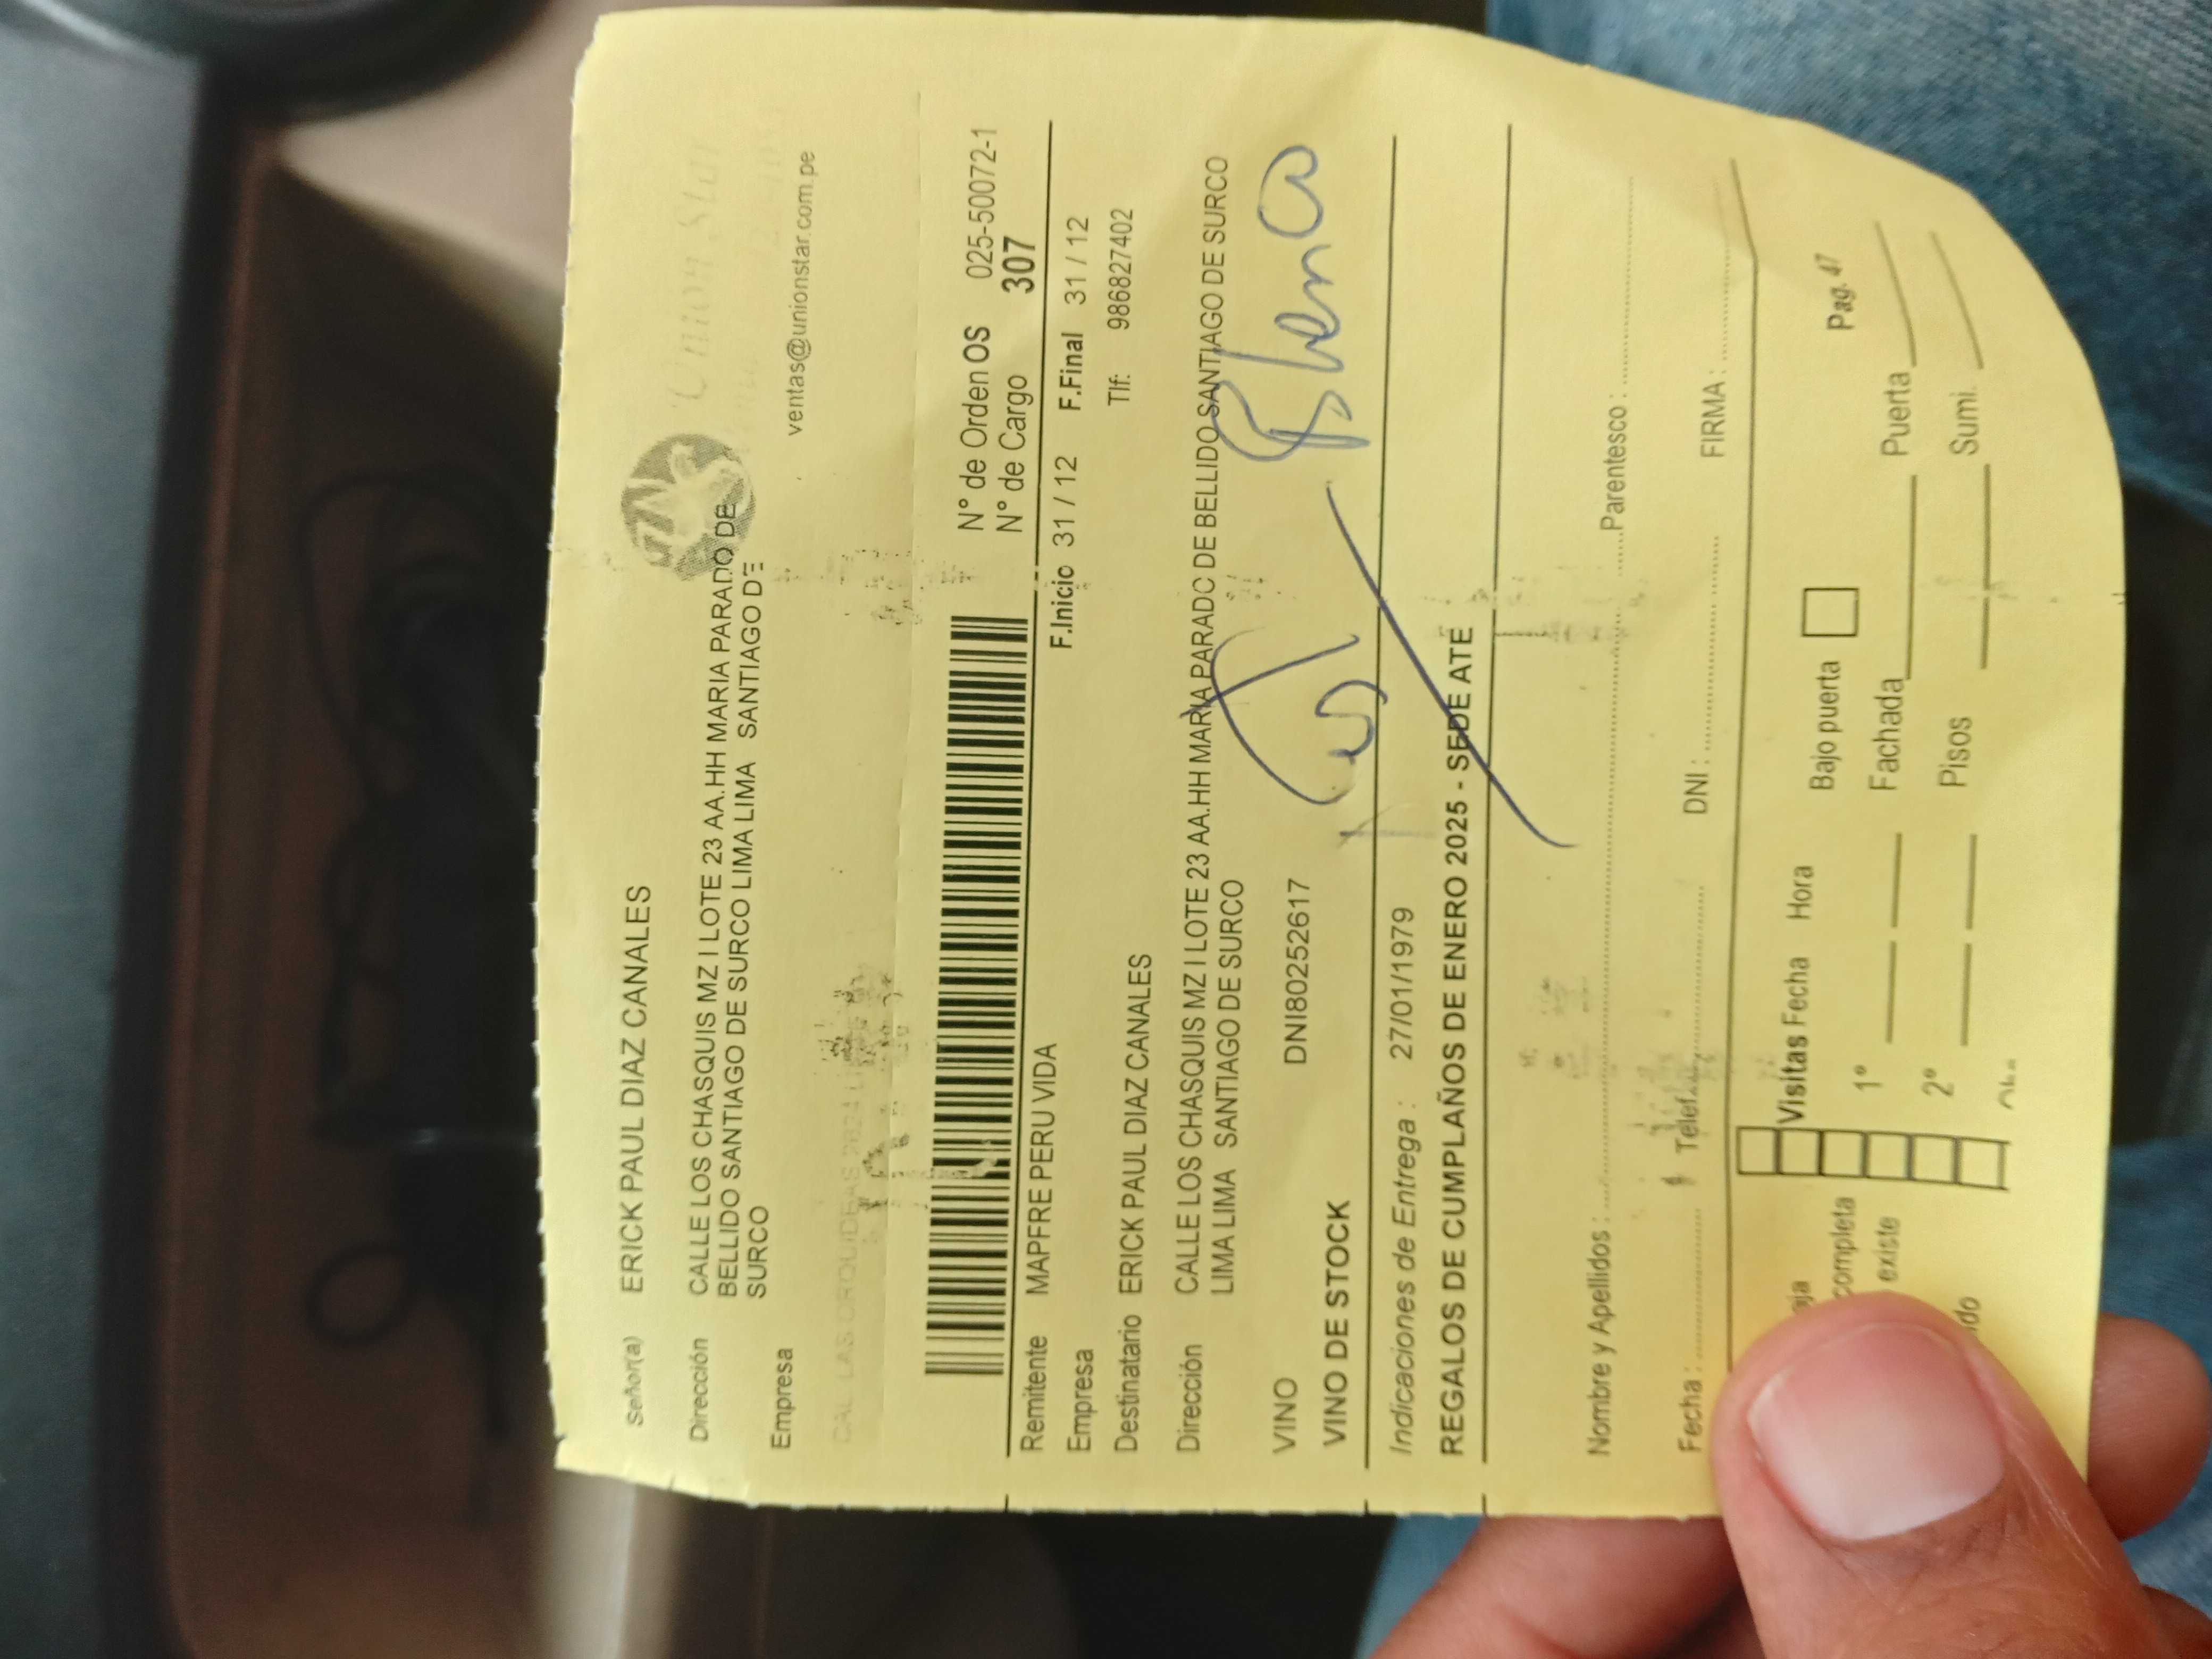 Señor(a) ERICK PAUL DIAZ CANALES
Union Star
Dirección CALLE LOS CHASQUIS MZ I LOTE 23 AA.HH MARIA PARADO DE
BELLIDO SANTIAGO DE SURCO LIMA LIMA SANTIAGO DE
SURCO
Empresa
ventas@unionstar.com.pe
CAL LAS ORQUIDEAS
N° de Orden OS 025-50072-1
N° de Cargo 307
Remitente MAPFRE PERU VIDA
F.Inicio 31 / 12 F.Final 31 / 12
Empresa
Destinatario ERICK PAUL DIAZ CANALES
Tlf: 986827402
Dirección CALLE LOS CHASQUIS MZ I LOTE 23 AA.HH MARIA PARADO DE BELLIDO SANTIAGO DE SURCO
LIMA LIMA SANTIAGO DE SURCO
VINO DNI80252617
VINO DE STOCK
Indicaciones de Entrega : 27/01/1979
REGALOS DE CUMPLAÑOS DE ENERO 2025 - SEDE ATE
Nombre y Apellidos : Parentesco :
Fecha : Telef. DNI : FIRMA :
Visitas Fecha Hora Bajo puerta Pag. 47
completa 1° Fachada Puerta
existe
2° Pisos Sumi.